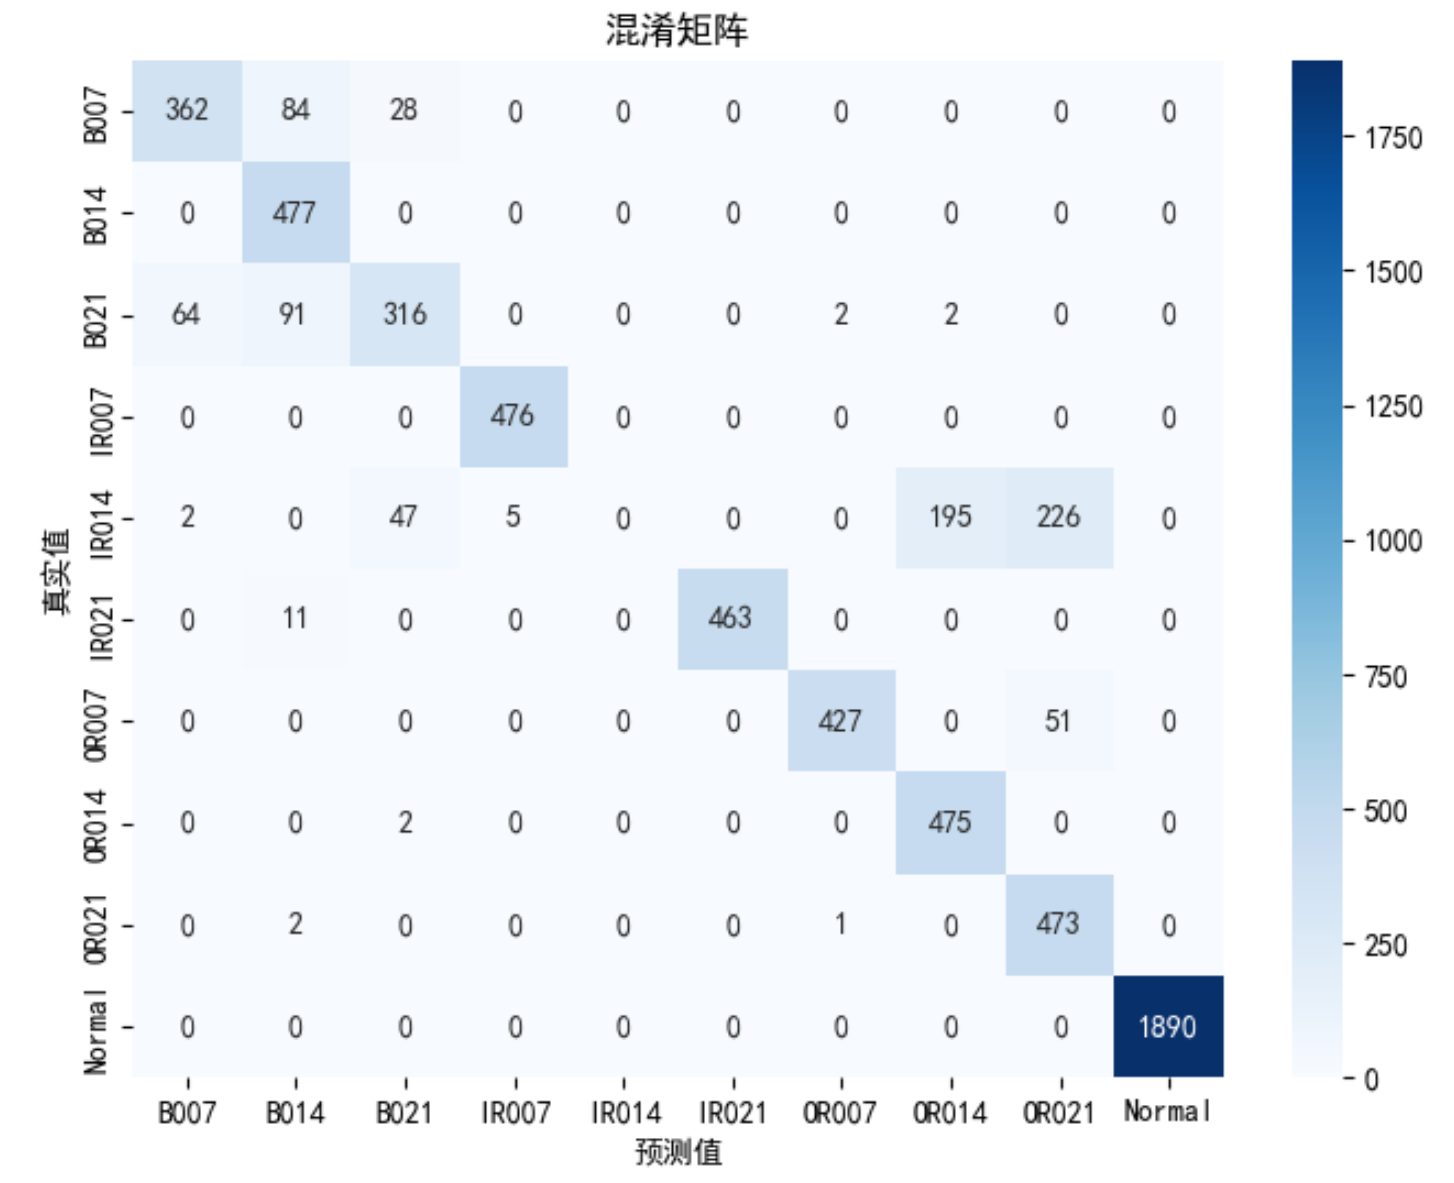 混淆矩阵
B007 362 84 28 0 0 0 0 0 0 0
B014 0 477 0 0 0 0 0 0 0 0
B021 64 91 316 0 0 0 2 2 0 0
IR007 0 0 0 476 0 0 0 0 0 0
IR014 2 0 47 5 0 0 0 195 226 0
IR021 0 11 0 0 0 463 0 0 0 0
OR007 0 0 0 0 0 0 427 0 51 0
OR014 0 0 2 0 0 0 0 475 0 0
OR021 0 2 0 0 0 0 1 0 473 0
Normal 0 0 0 0 0 0 0 0 0 1890
真实值
B007 B014 B021 IR007 IR014 IR021 OR007 OR014 OR021 Normal
预测值
1750
1500
1250
1000
750
500
250
0